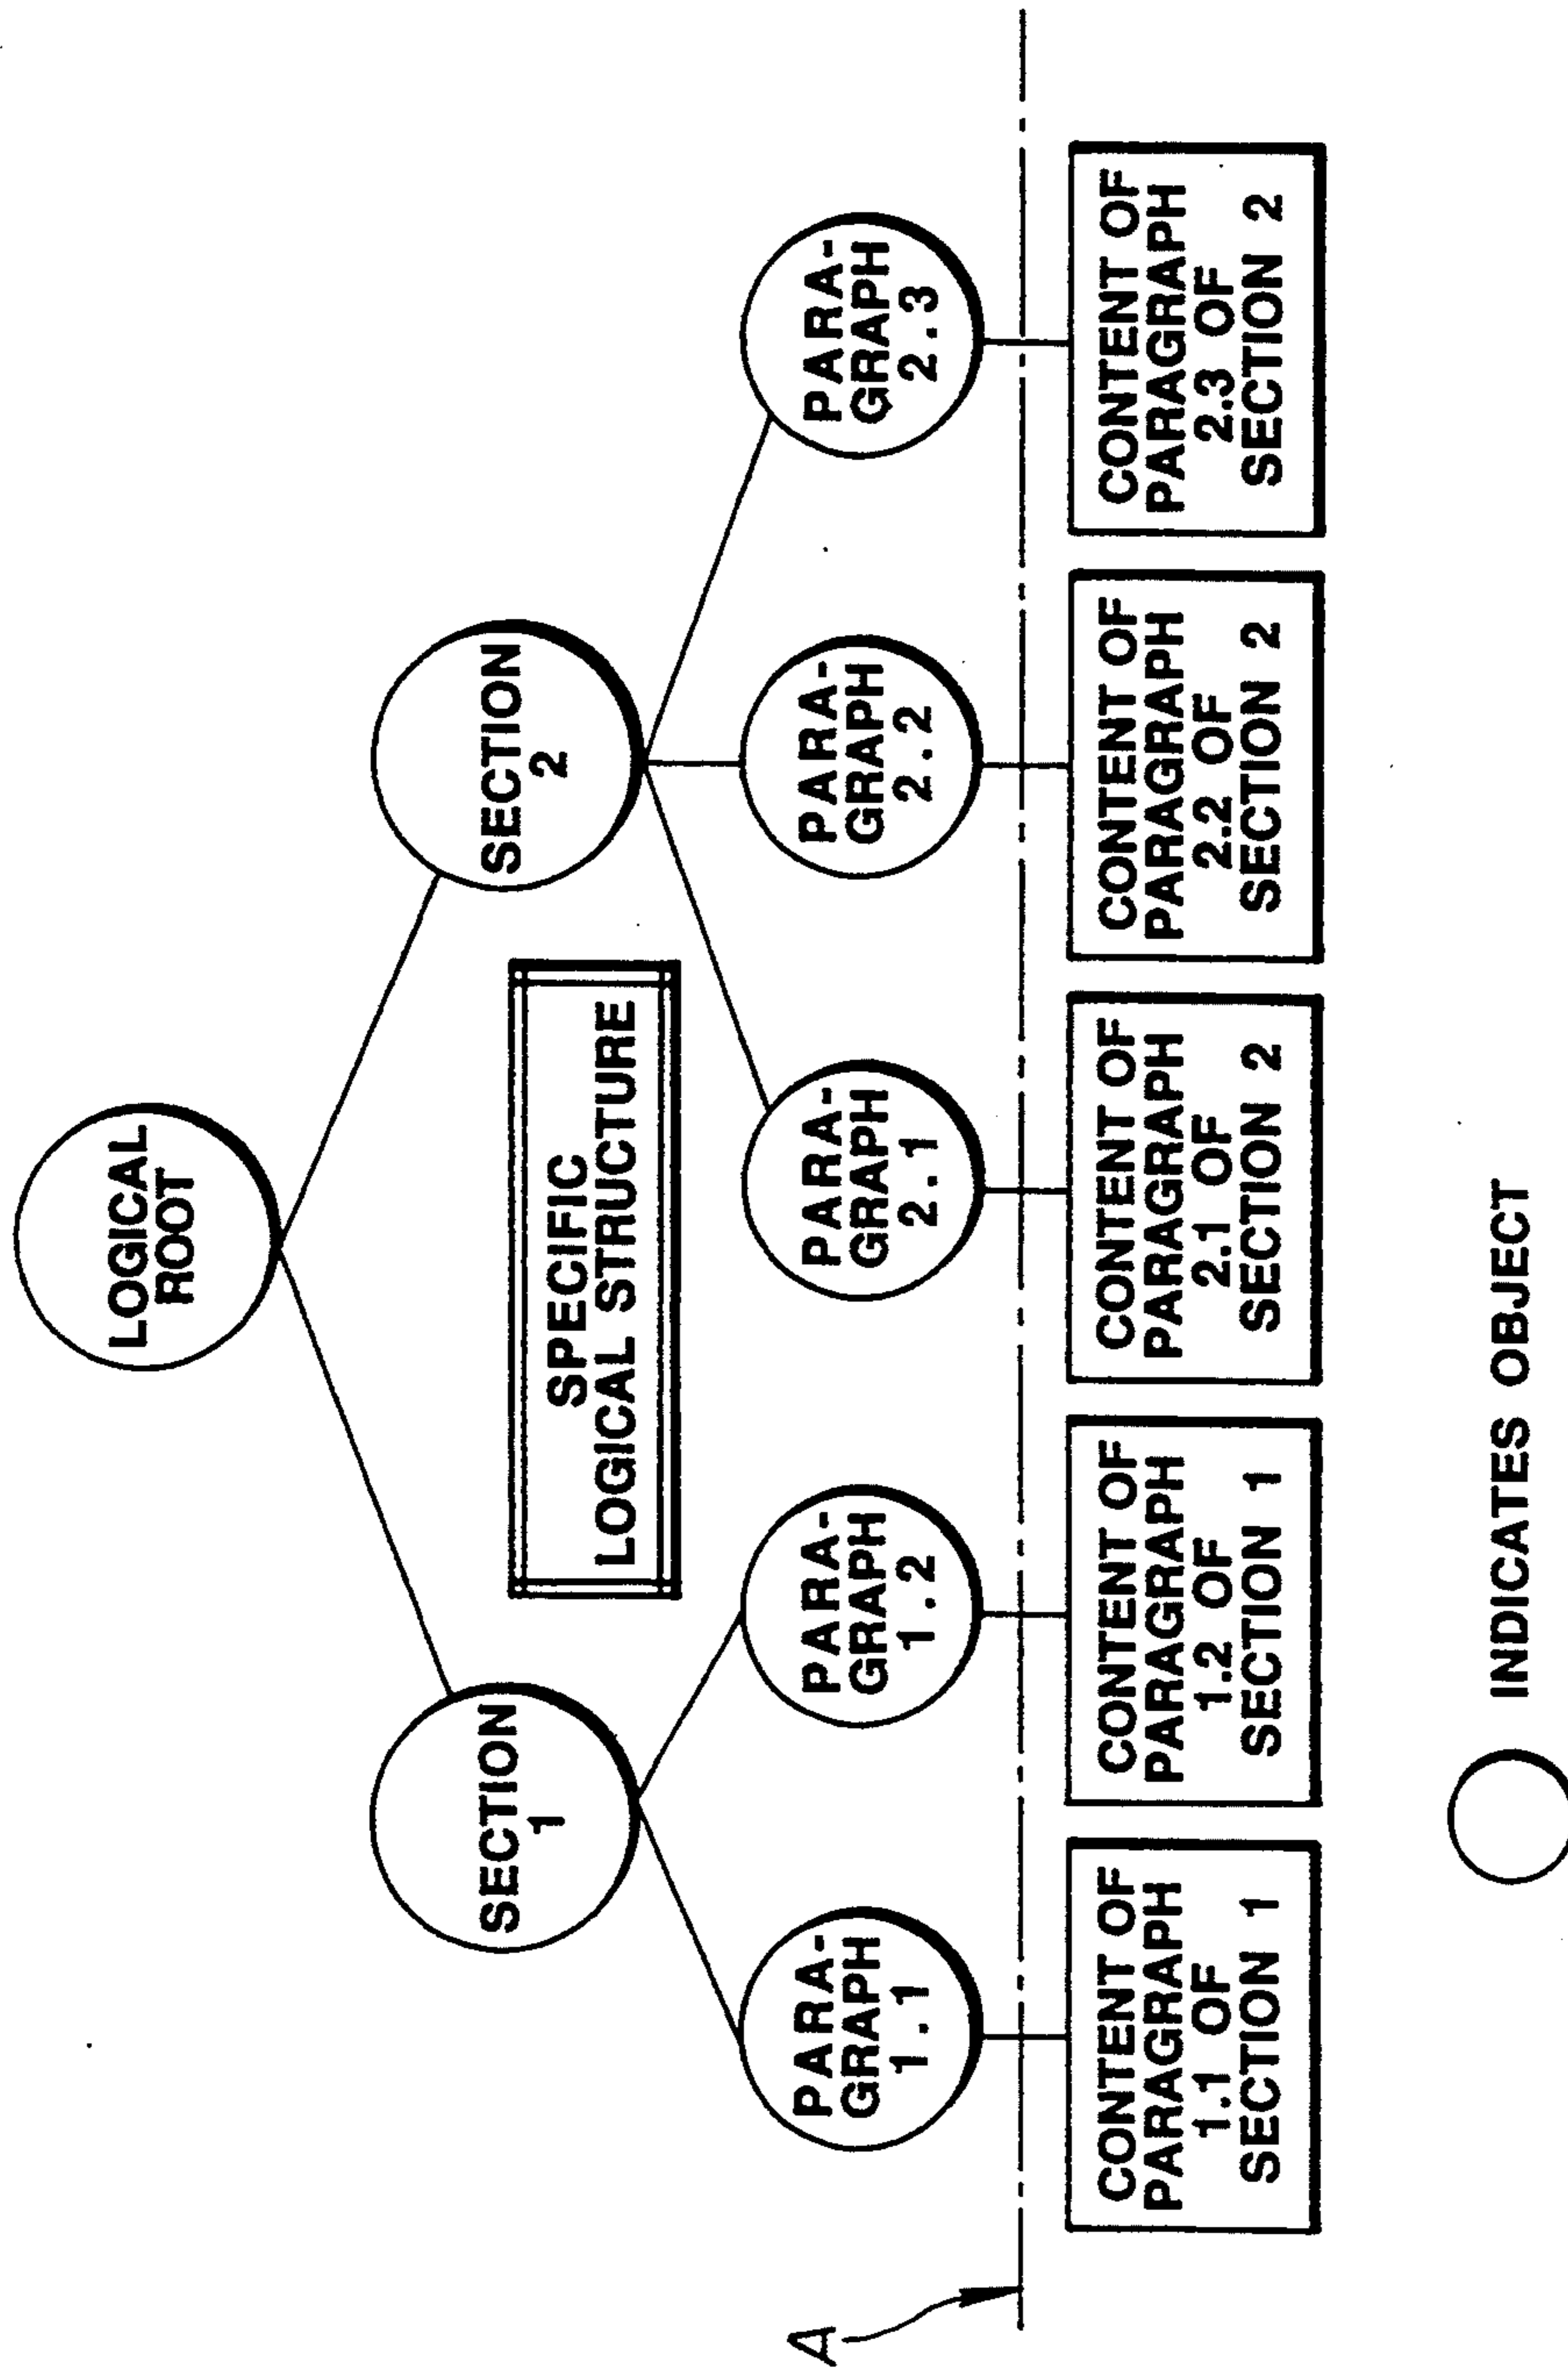 LOGICAL
ROOT
SECTION
1
SECTION
2
SPECIFIC
LOGICAL STRUCTURE
PARA-
GRAPH
1.1
PARA-
GRAPH
1.2
PARA-
GRAPH
2.1
PARA-
GRAPH
2.2
PARA-
GRAPH
2.3
A
CONTENT OF
PARAGRAPH
1.1 OF
SECTION 1
CONTENT OF
PARAGRAPH
1.2 OF
SECTION 1
CONTENT OF
PARAGRAPH
2.1 OF
SECTION 2
CONTENT OF
PARAGRAPH
2.2 OF
SECTION 2
CONTENT OF
PARAGRAPH
2.3 OF
SECTION 2
INDICATES OBJECT